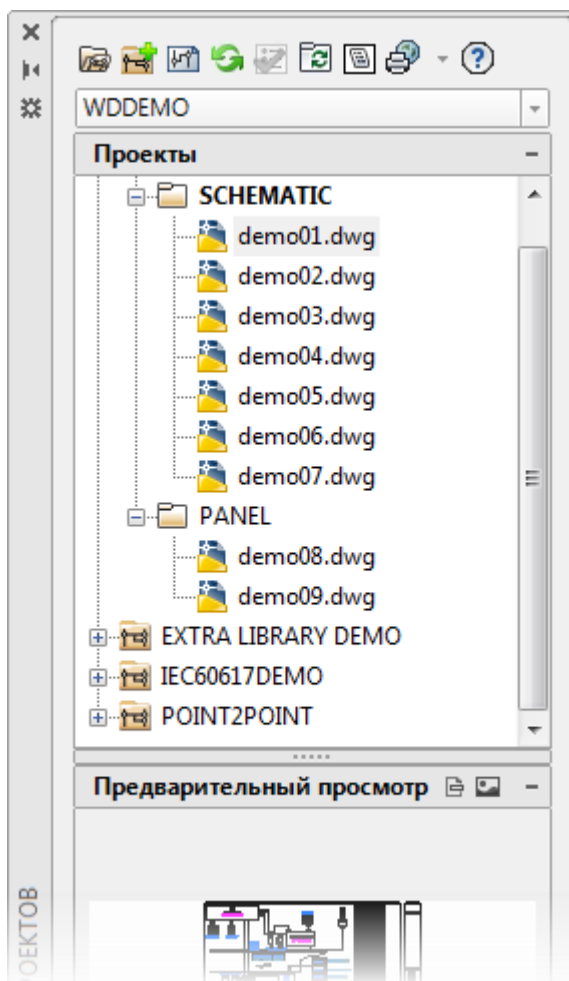 WDDEMO
Проекты
SCHEMATIC
demo01.dwg
demo02.dwg
demo03.dwg
demo04.dwg
demo05.dwg
demo06.dwg
demo07.dwg
PANEL
demo08.dwg
demo09.dwg
EXTRA LIBRARY DEMO
IEC60617DEMO
POINT2POINT
Предварительный просмотр